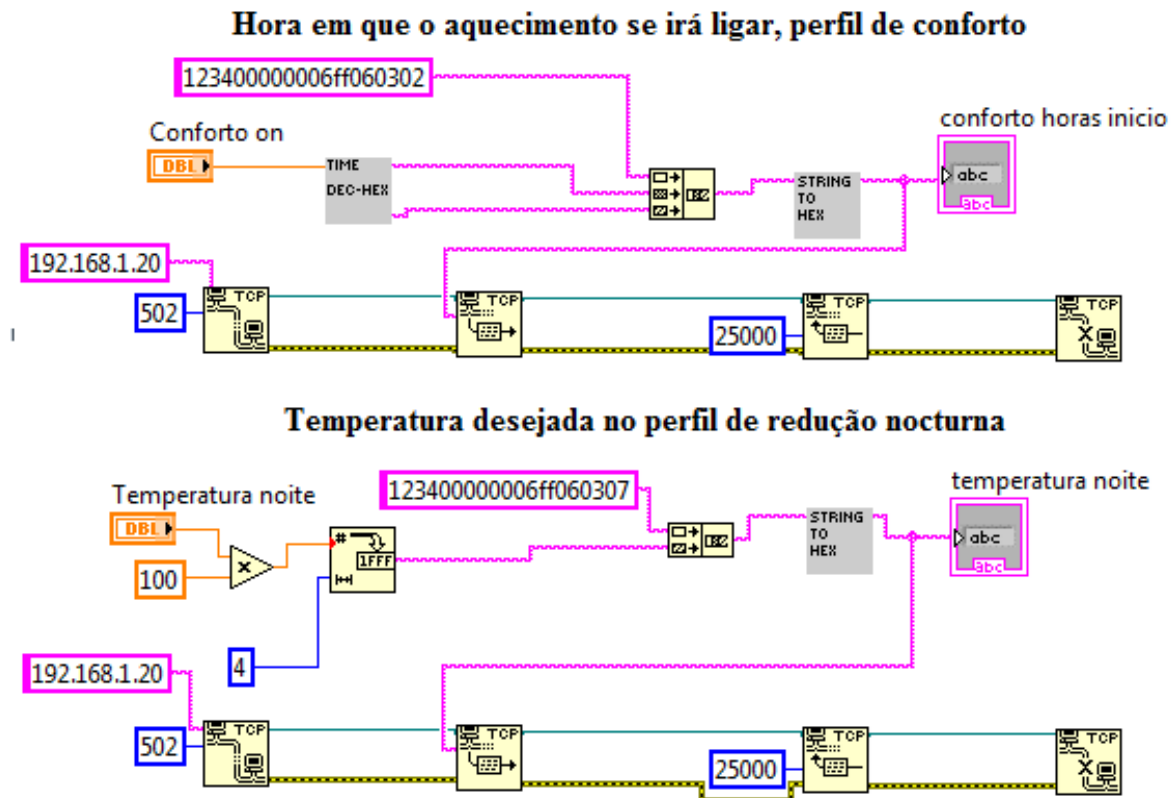 Hora em que o aquecimento se irá ligar, perfil de conforto
123400000006ff060302
conforto horas inicio
Conforto on
DBL
TIME
DEC-HEX
STRING
TO
HEX
abc
abc
192.168.1.20
502
TCP
TCP
25000
TCP
TCP
Temperatura desejada no perfil de redução nocturna
123400000006ff060307
temperatura noite
Temperatura noite
DBL
100
#
1FFF
STRING
TO
HEX
abc
abc
4
192.168.1.20
502
TCP
TCP
25000
TCP
TCP